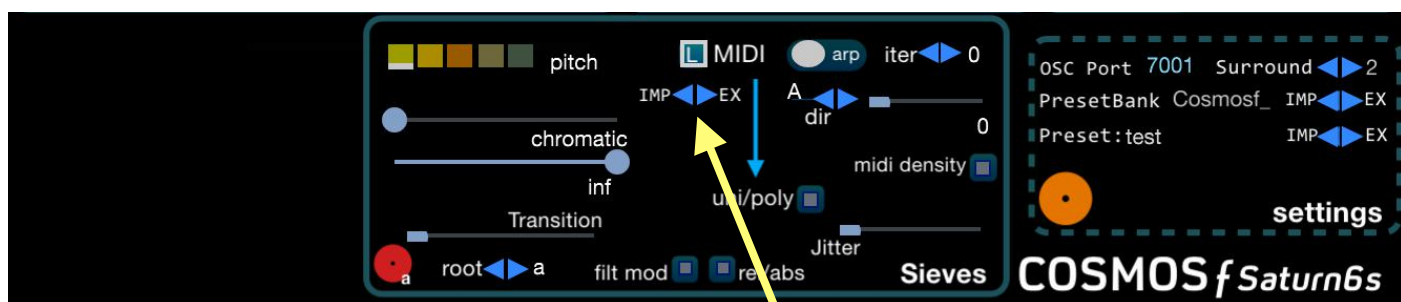 pitch
L MIDI
arp
iter 0
IMP EX
A
dir
0
chromatic
inf
midi density
uni/poly
Transition
Jitter
a
root a
filt mod
rel/abs
Sieves
OSC Port 7001 Surround 2
PresetBank Cosmosf_ IMP EX
Preset:test IMP EX
settings
COSMOS f Saturn6s